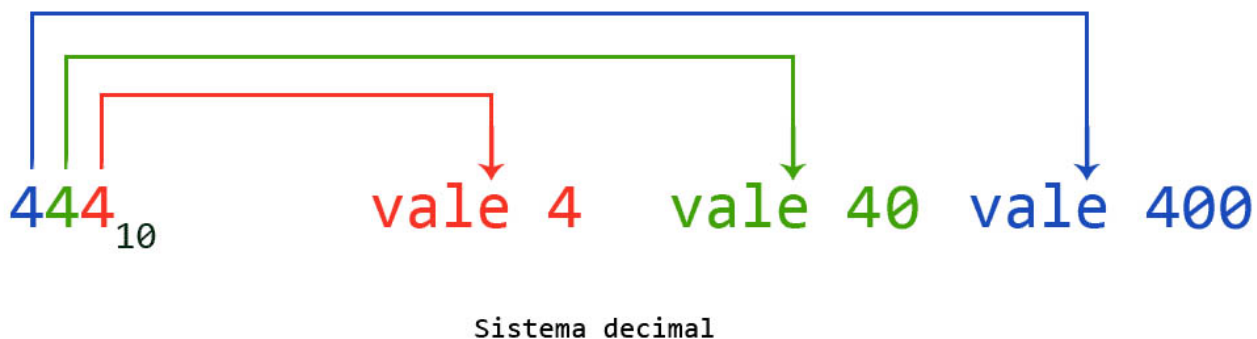 444₁₀ vale 4 vale 40 vale 400
Sistema decimal